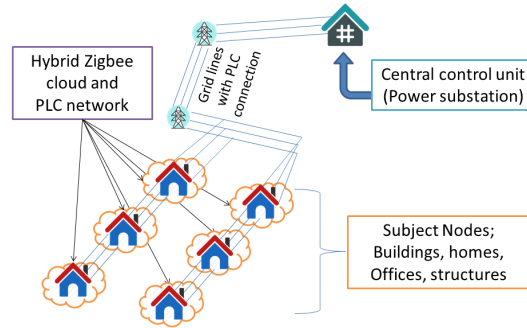 Hybrid Zigbee
cloud and
PLC network
Grid lines
with PLC
connection
Central control unit
(Power substation)
Subject Nodes;
Buildings, homes,
Offices, structures